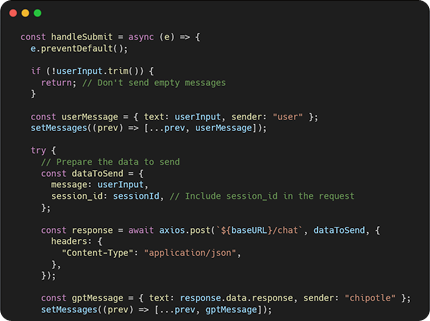 const handleSubmit = async (e) => {
  e.preventDefault();

  if (!userInput.trim()) {
    return; // Don't send empty messages
  }

  const userMessage = { text: userInput, sender: "user" };
  setMessages((prev) => [...prev, userMessage]);

  try {
    // Prepare the data to send
    const dataToSend = {
      message: userInput,
      session_id: sessionId, // Include session_id in the request
    };

    const response = await axios.post(`${baseURL}/chat`, dataToSend, {
      headers: {
        "Content-Type": "application/json",
      },
    });

    const gptMessage = { text: response.data.response, sender: "chipotle" };
    setMessages((prev) => [...prev, gptMessage]);